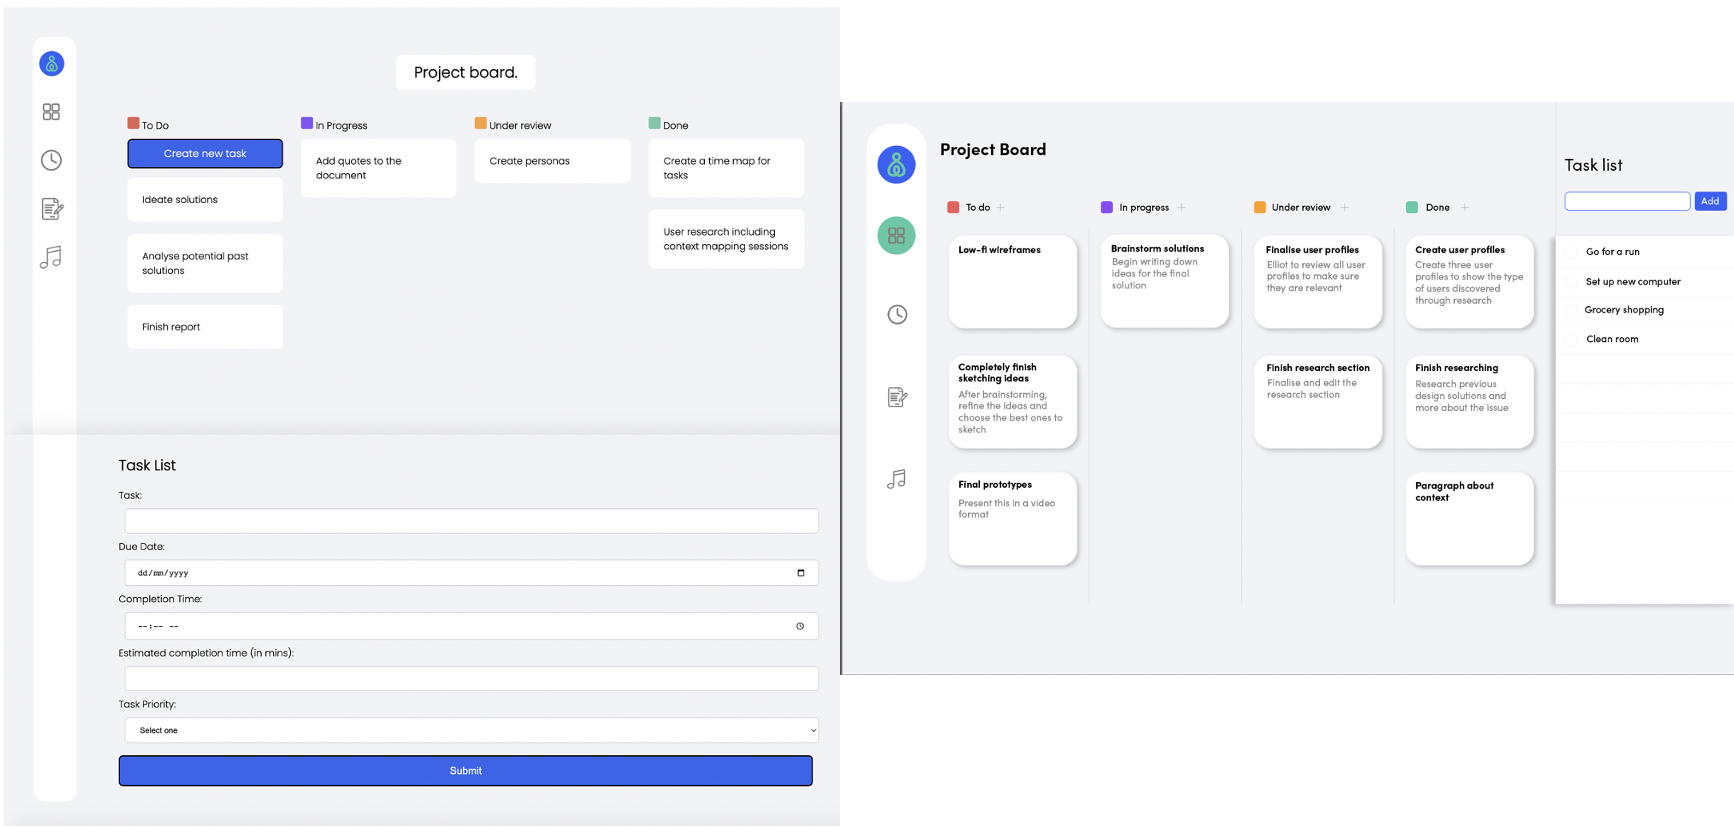 Project board.
To Do
In Progress
Under review
Done
Create new task
Ideate solutions
Analyse potential past
solutions
Finish report
Add quotes to the
document
Create personas
Create a time map for
tasks
User research including
context mapping sessions
Task List
Task:
Due Date:
dd/mm/yyyy
Completion Time:
--:-- --
Estimated completion time (in mins):
Task Priority:
Select one
Submit
Project Board
To do +
In progress +
Under review +
Done +
Low-fi wireframes
Completely finish
sketching ideas
After brainstorming,
refine the ideas and
choose the best ones to
sketch
Final prototypes
Present this in a video
format
Brainstorm solutions
Begin writing down
ideas for the final
solution
Finalise user profiles
Elliot to review all user
profiles to make sure
they are relevant
Finish research section
Finalise and edit the
research section
Create user profiles
Create three user
profiles to show the type
of users discovered
through research
Finish researching
Research previous
design solutions and
more about the issue
Paragraph about
context
Task list
Add
Go for a run
Set up new computer
Grocery shopping
Clean room